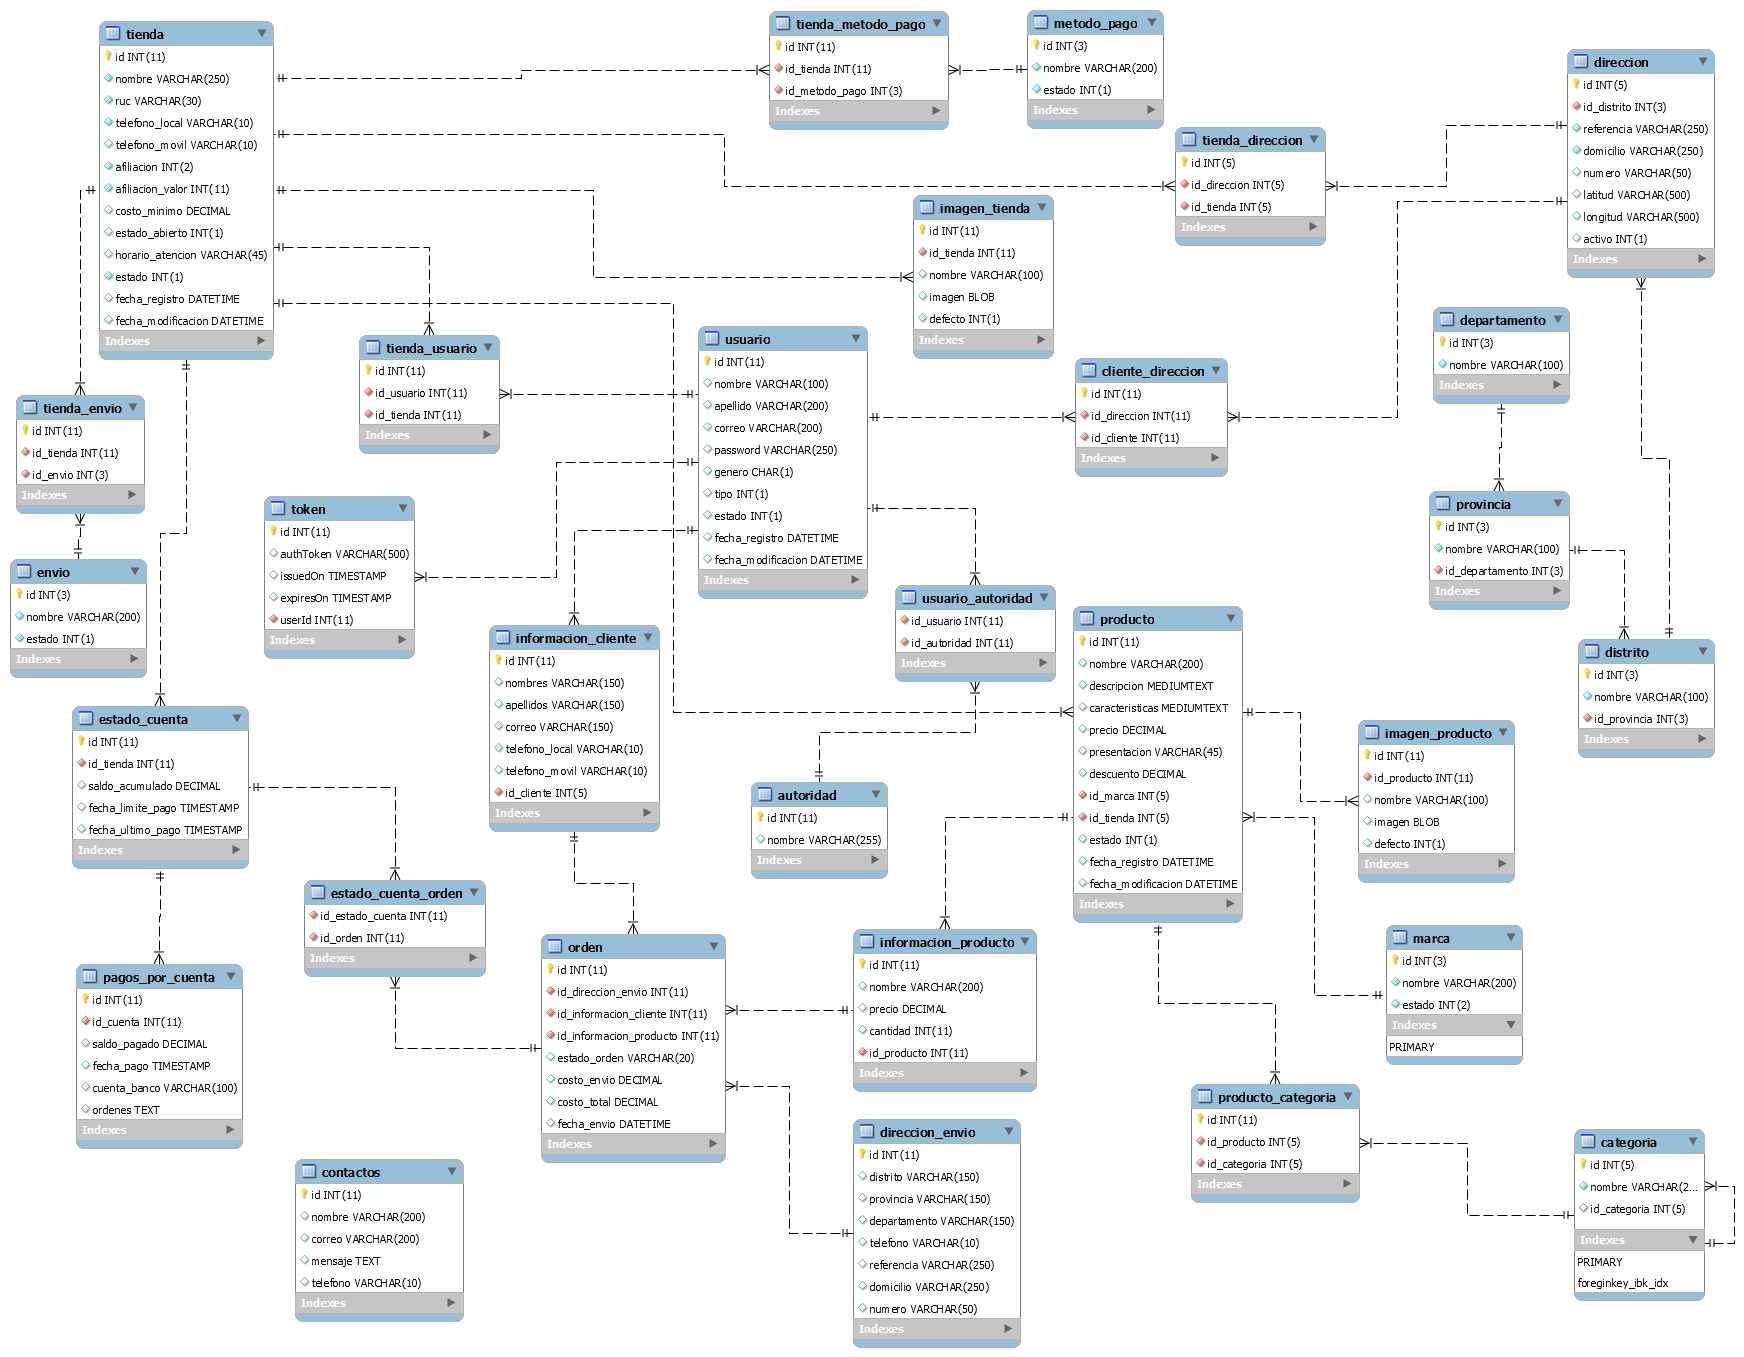 tienda
id INT(11)
nombre VARCHAR(250)
ruc VARCHAR(30)
telefono_local VARCHAR(10)
telefono_movil VARCHAR(10)
afiliacion INT(2)
afiliacion_valor INT(11)
costo_minimo DECIMAL
estado_abierto INT(1)
horario_atencion VARCHAR(45)
estado INT(1)
fecha_registro DATETIME
fecha_modificacion DATETIME
Indexes
tienda_metodo_pago
id INT(11)
id_tienda INT(11)
id_metodo_pago INT(3)
Indexes
metodo_pago
id INT(3)
nombre VARCHAR(200)
estado INT(1)
Indexes
direccion
id INT(5)
id_distrito INT(3)
referencia VARCHAR(250)
domicilio VARCHAR(250)
numero VARCHAR(50)
latitud VARCHAR(500)
longitud VARCHAR(500)
activo INT(1)
Indexes
tienda_direccion
id INT(5)
id_direccion INT(5)
id_tienda INT(5)
Indexes
imagen_tienda
id INT(11)
id_tienda INT(11)
nombre VARCHAR(100)
imagen BLOB
defecto INT(1)
Indexes
departamento
id INT(3)
nombre VARCHAR(100)
Indexes
tienda_usuario
id INT(11)
id_usuario INT(11)
id_tienda INT(11)
Indexes
usuario
id INT(11)
nombre VARCHAR(100)
apellido VARCHAR(200)
correo VARCHAR(200)
password VARCHAR(250)
genero CHAR(1)
tipo INT(1)
estado INT(1)
fecha_registro DATETIME
fecha_modificacion DATETIME
Indexes
cliente_direccion
id INT(11)
id_direccion INT(11)
id_cliente INT(11)
Indexes
tienda_envio
id INT(11)
id_tienda INT(11)
id_envio INT(3)
Indexes
token
id INT(11)
authToken VARCHAR(500)
issuedOn TIMESTAMP
expiresOn TIMESTAMP
userId INT(11)
Indexes
provincia
id INT(3)
nombre VARCHAR(100)
id_departamento INT(3)
Indexes
envio
id INT(3)
nombre VARCHAR(200)
estado INT(1)
Indexes
usuario_autoridad
id_usuario INT(11)
id_autoridad INT(11)
Indexes
informacion_cliente
id INT(11)
nombres VARCHAR(150)
apellidos VARCHAR(150)
correo VARCHAR(150)
telefono_local VARCHAR(10)
telefono_movil VARCHAR(10)
id_cliente INT(5)
Indexes
producto
id INT(11)
nombre VARCHAR(200)
descripcion MEDIUMTEXT
caracteristicas MEDIUMTEXT
precio DECIMAL
presentacion VARCHAR(45)
descuento DECIMAL
id_marca INT(5)
id_tienda INT(5)
estado INT(1)
fecha_registro DATETIME
fecha_modificacion DATETIME
Indexes
distrito
id INT(3)
nombre VARCHAR(100)
id_provincia INT(3)
Indexes
estado_cuenta
id INT(11)
id_tienda INT(11)
saldo_acumulado DECIMAL
fecha_limite_pago TIMESTAMP
fecha_ultimo_pago TIMESTAMP
Indexes
imagen_producto
id INT(11)
id_producto INT(11)
nombre VARCHAR(100)
imagen BLOB
defecto INT(1)
Indexes
autoridad
id INT(11)
nombre VARCHAR(255)
Indexes
estado_cuenta_orden
id_estado_cuenta INT(11)
id_orden INT(11)
Indexes
marca
id INT(3)
nombre VARCHAR(200)
estado INT(2)
Indexes
PRIMARY
orden
id INT(11)
id_direccion_envio INT(11)
id_informacion_cliente INT(11)
id_informacion_producto INT(11)
estado_orden VARCHAR(20)
costo_envio DECIMAL
costo_total DECIMAL
fecha_envio DATETIME
Indexes
informacion_producto
id INT(11)
nombre VARCHAR(200)
precio DECIMAL
cantidad INT(11)
id_producto INT(11)
Indexes
pagos_por_cuenta
id INT(11)
id_cuenta INT(11)
saldo_pagado DECIMAL
fecha_pago TIMESTAMP
cuenta_banco VARCHAR(100)
ordenes TEXT
Indexes
producto_categoria
id INT(11)
id_producto INT(5)
id_categoria INT(5)
Indexes
direccion_envio
id INT(11)
distrito VARCHAR(150)
provincia VARCHAR(150)
departamento VARCHAR(150)
telefono VARCHAR(10)
referencia VARCHAR(250)
domicilio VARCHAR(250)
numero VARCHAR(50)
Indexes
categoria
id INT(5)
nombre VARCHAR(2...
id_categoria INT(5)
Indexes
PRIMARY
foreginkey_ibk_idx
contactos
id INT(11)
nombre VARCHAR(200)
correo VARCHAR(200)
mensaje TEXT
telefono VARCHAR(10)
Indexes